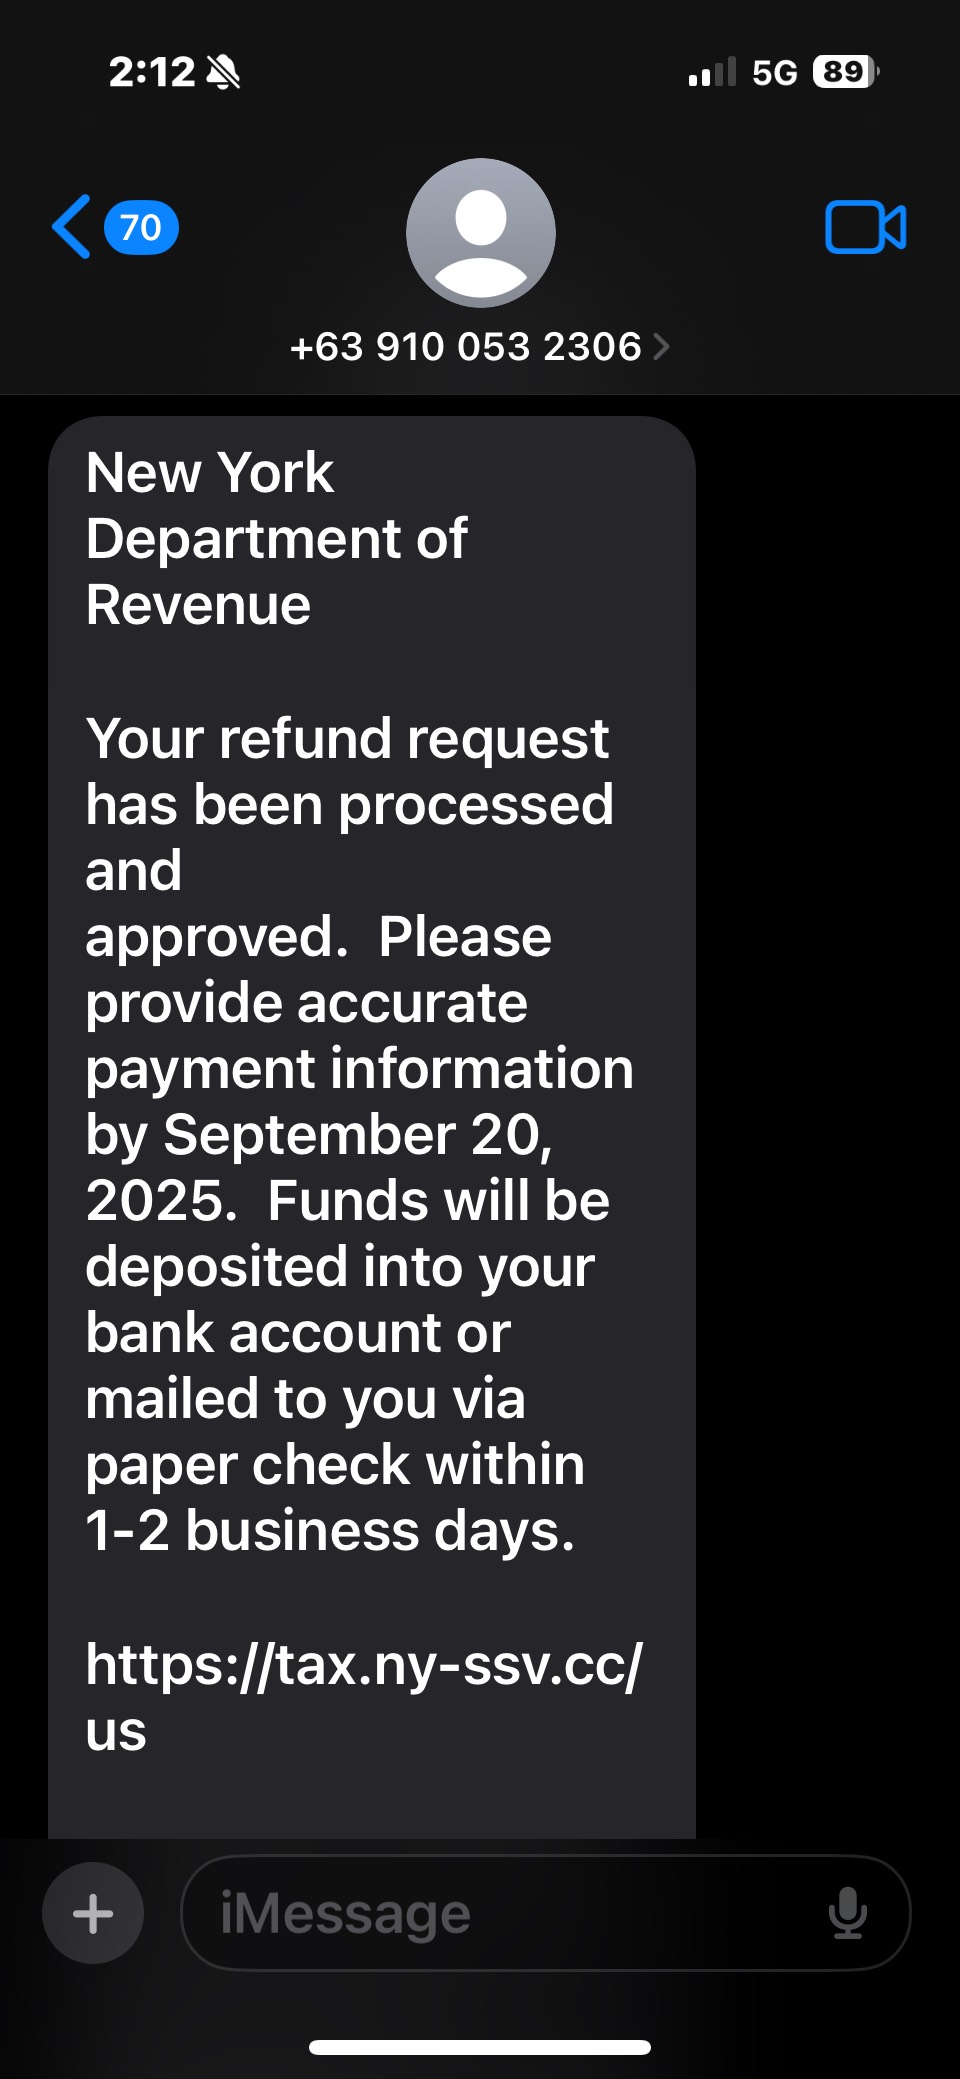 2:12 5G 89
70
+63 910 053 2306
New York
Department of
Revenue
Your refund request
has been processed
and
approved.  Please
provide accurate
payment information
by September 20,
2025.  Funds will be
deposited into your
bank account or
mailed to you via
paper check within
1-2 business days.
https://tax.ny-ssv.cc/
us
iMessage